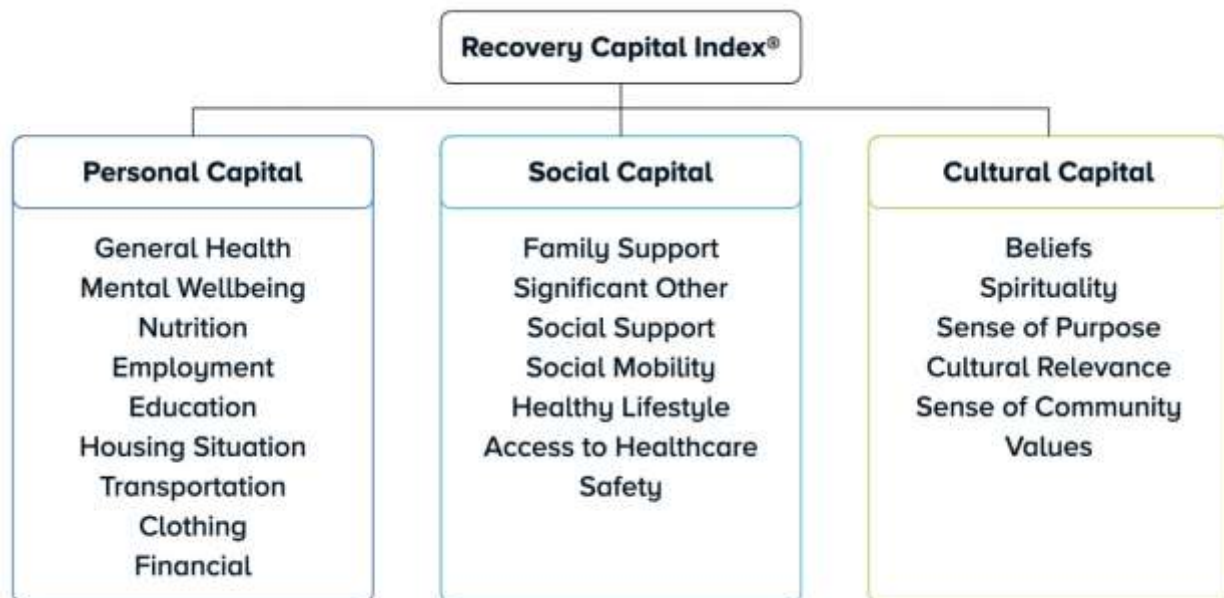 Recovery Capital Index®
Personal Capital
General Health
Mental Wellbeing
Nutrition
Employment
Education
Housing Situation
Transportation
Clothing
Financial
Social Capital
Family Support
Significant Other
Social Support
Social Mobility
Healthy Lifestyle
Access to Healthcare
Safety
Cultural Capital
Beliefs
Spirituality
Sense of Purpose
Cultural Relevance
Sense of Community
Values